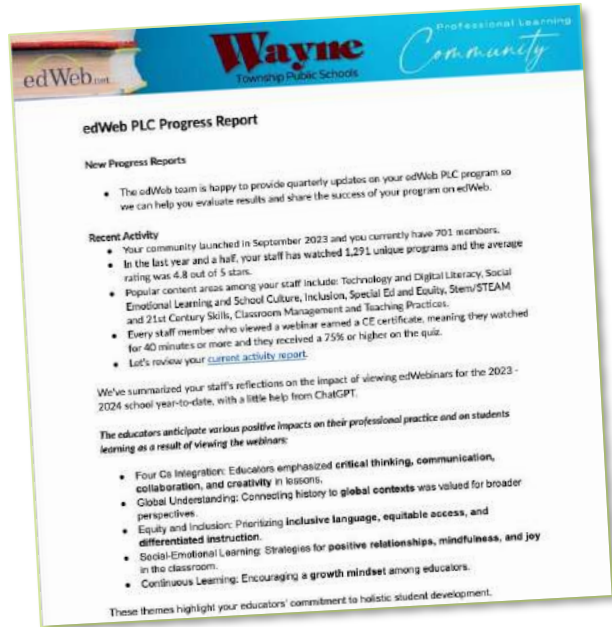 edWeb.net
Wayne
Township Public Schools
Professional Learning
Community
edWeb PLC Progress Report
New Progress Reports
• The edWeb team is happy to provide quarterly updates on your edWeb PLC program so
we can help you evaluate results and share the success of your program on edWeb.
Recent Activity
• Your community launched in September 2023 and you currently have 701 members.
• In the last year and a half, your staff has watched 1,291 unique programs and the average
rating was 4.8 out of 5 stars.
• Popular content areas among your staff include: Technology and Digital Literacy, Social
Emotional Learning and School Culture, Inclusion, Special Ed and Equity, Stem/STEAM
and 21st Century Skills, Classroom Management and Teaching Practices.
• Every staff member who viewed a webinar earned a CE certificate, meaning they watched
for 40 minutes or more and they received a 75% or higher on the quiz.
• Let's review your current activity report.
We've summarized your staff's reflections on the impact of viewing edWebinars for the 2023 -
2024 school year-to-date, with a little help from ChatGPT.
The educators anticipate various positive impacts on their professional practice and on students
learning as a result of viewing the webinars:
• Four Cs Integration: Educators emphasized critical thinking, communication,
collaboration, and creativity in lessons.
• Global Understanding: Connecting history to global contexts was valued for broader
perspectives.
• Equity and Inclusion: Prioritizing inclusive language, equitable access, and
differentiated instruction.
• Social-Emotional Learning: Strategies for positive relationships, mindfulness, and joy
in the classroom.
• Continuous Learning: Encouraging a growth mindset among educators.
These themes highlight your educators' commitment to holistic student development.